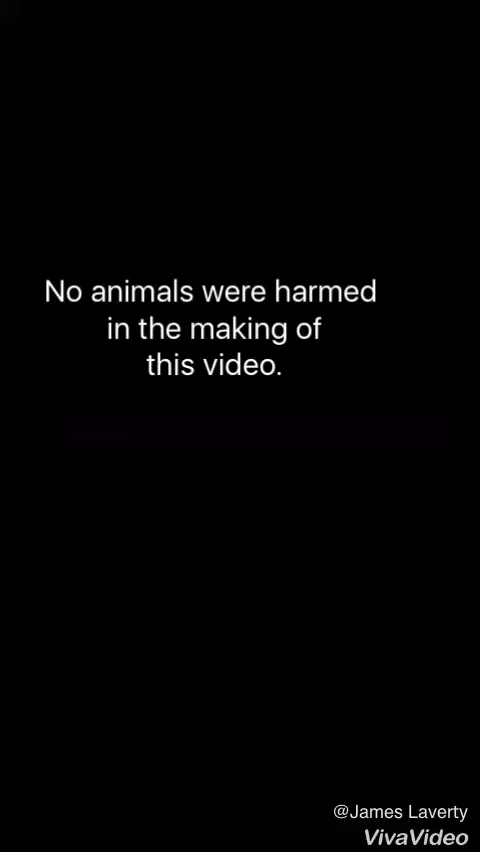 No animals were harmed
in the making of
this video.
@James Laverty
VivaVideo